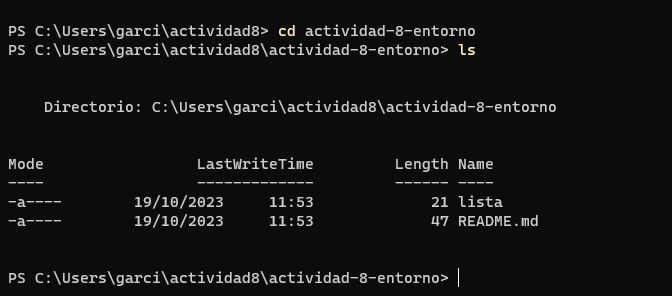 PS C:\Users\garci\actividad8> cd actividad-8-entorno
PS C:\Users\garci\actividad8\actividad-8-entorno> ls
Directorio: C:\Users\garci\actividad8\actividad-8-entorno
Mode LastWriteTime Length Name
---- ------------- ------ ----
-a---- 19/10/2023 11:53 21 lista
-a---- 19/10/2023 11:53 47 README.md
PS C:\Users\garci\actividad8\actividad-8-entorno>